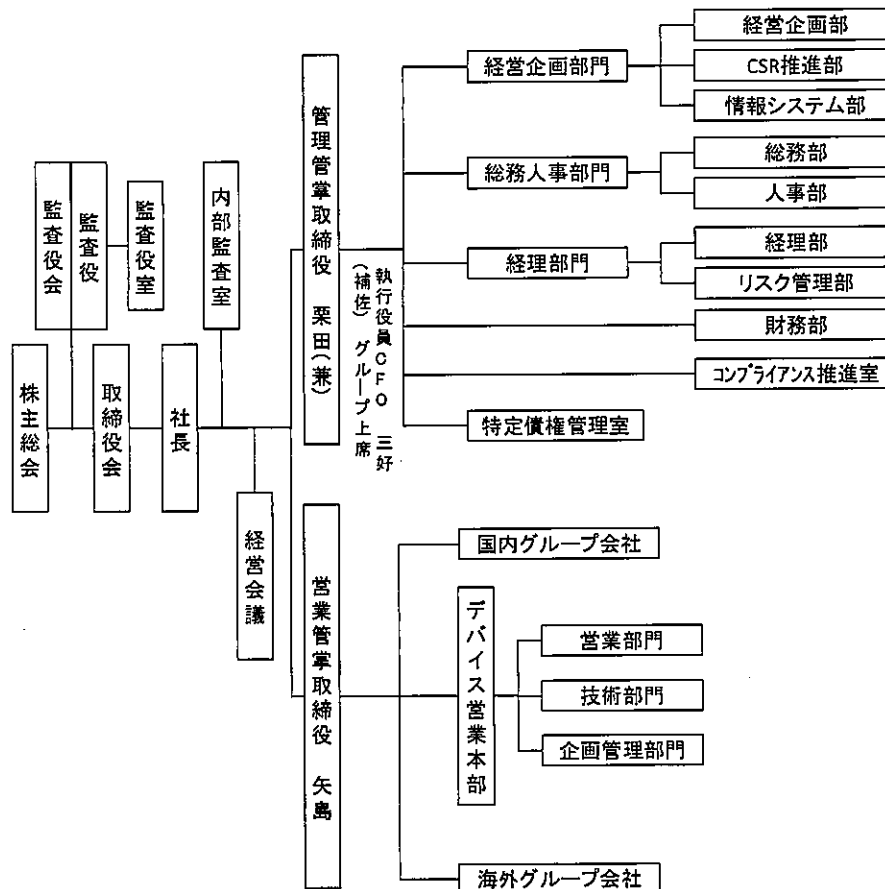 株主総会
監査役会
監査役
監査役室
取締役会
社長
内部監査室
経営会議
管理管掌取締役 栗田(兼)
執行役員CFO 三好
(補佐) グループ上席
経営企画部門
経営企画部
CSR推進部
情報システム部
総務人事部門
総務部
人事部
経理部門
経理部
リスク管理部
財務部
コンプライアンス推進室
特定債権管理室
営業管掌取締役 矢島
国内グループ会社
デバイス営業本部
営業部門
技術部門
企画管理部門
海外グループ会社